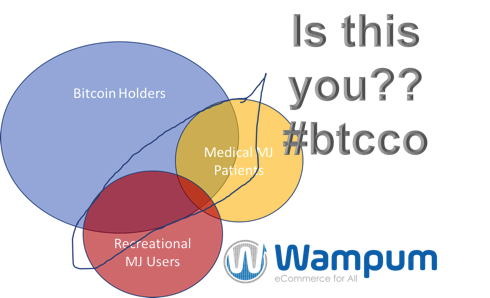 Is this
you??
#btcco
Bitcoin Holders
Medical MJ
Patients
Recreational
MJ Users
Wampum
eCommerce for All